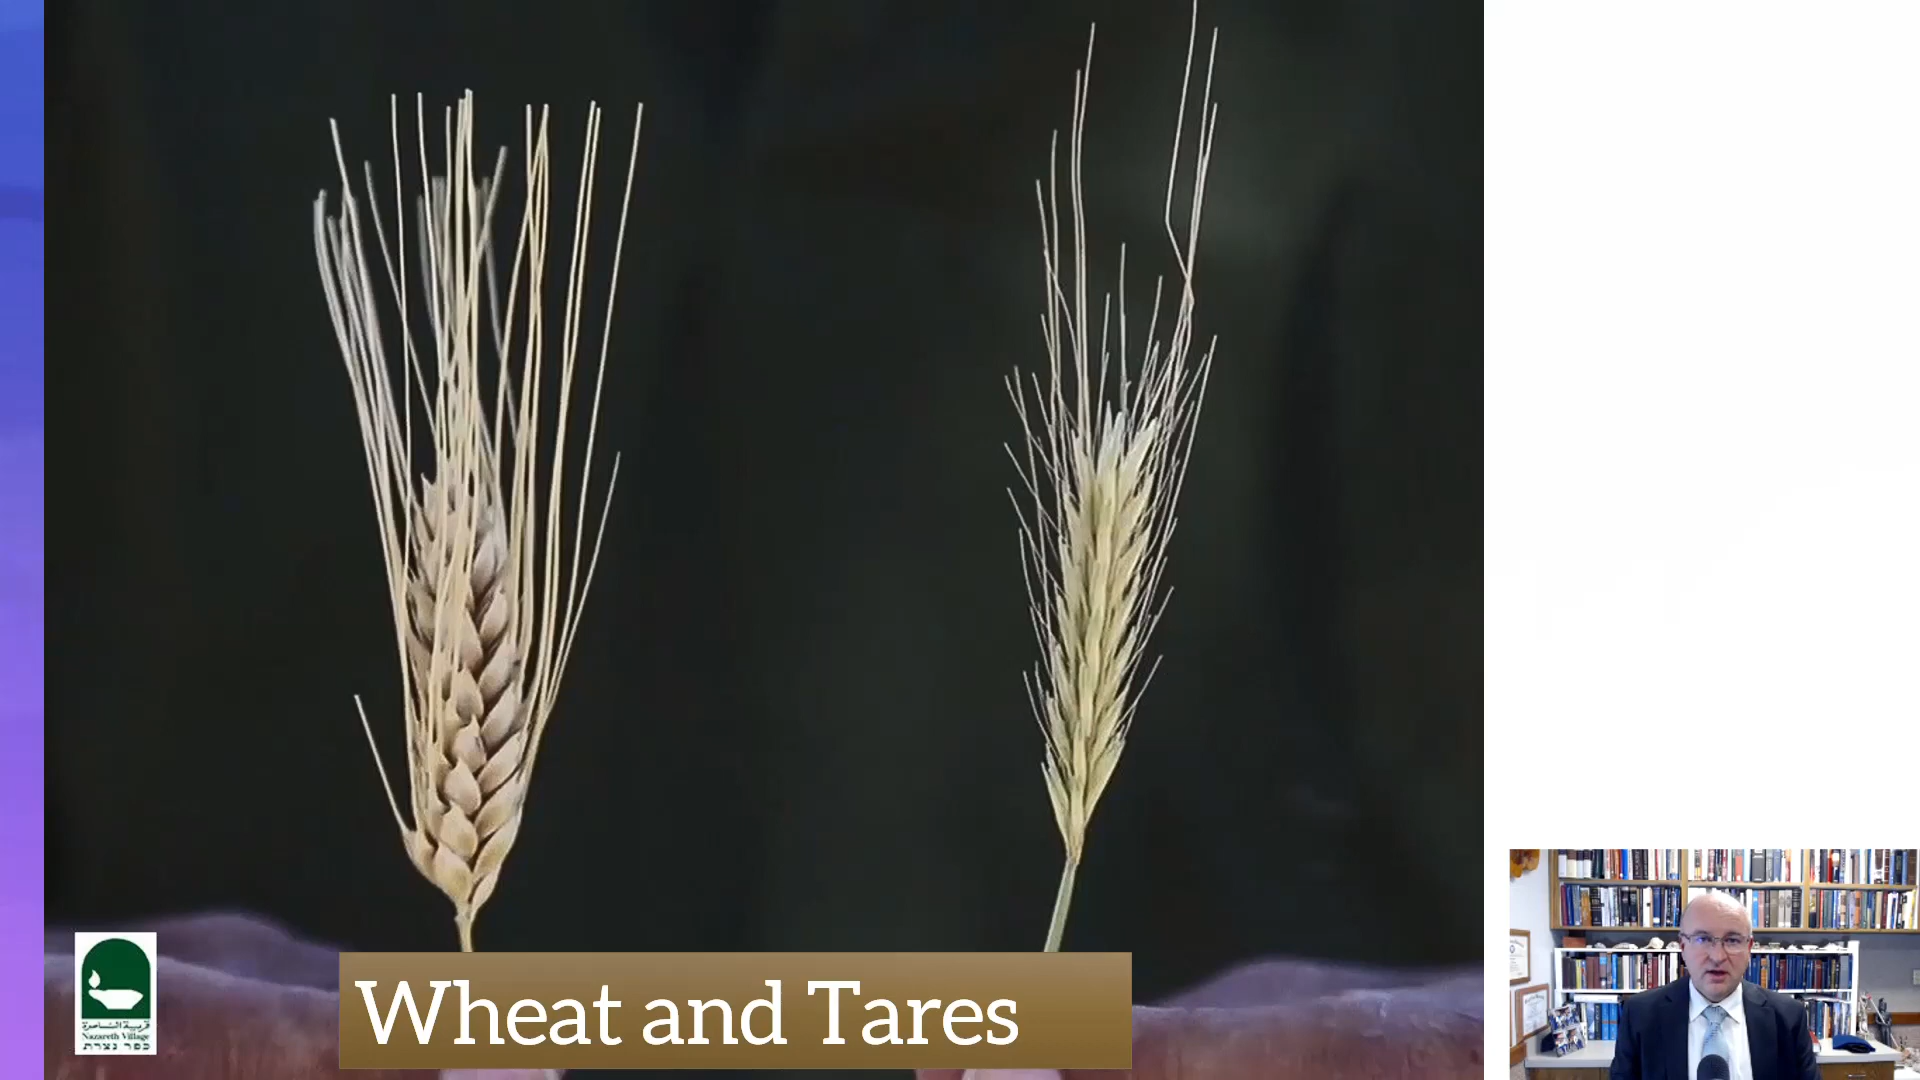 Wheat and Tares
قرية الناصرة
Nazareth Village
כפר נצרת